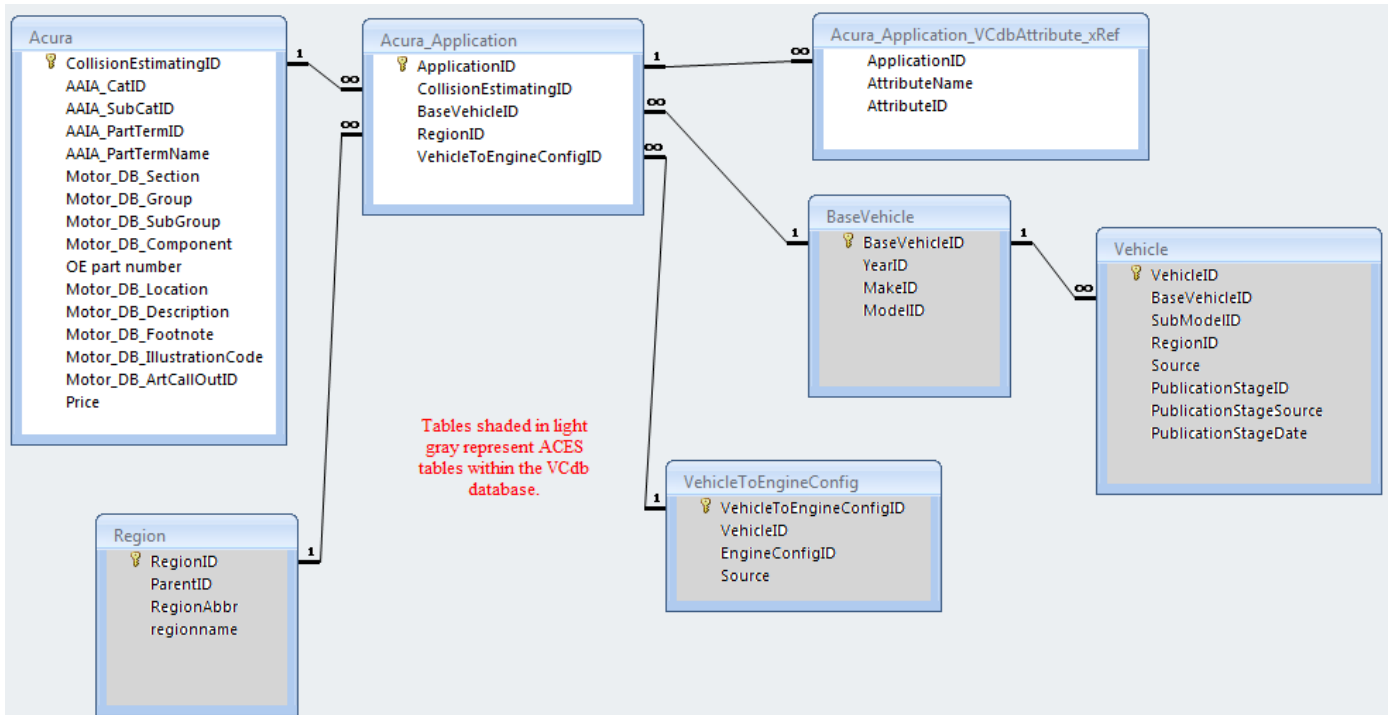 Acura
CollisionEstimatingID
AAIA_CatID
AAIA_SubCatID
AAIA_PartTermID
AAIA_PartTermName
Motor_DB_Section
Motor_DB_Group
Motor_DB_SubGroup
Motor_DB_Component
OE part number
Motor_DB_Location
Motor_DB_Description
Motor_DB_Footnote
Motor_DB_IllustrationCode
Motor_DB_ArtCallOutID
Price
1
∞
∞
Acura_Application
ApplicationID
CollisionEstimatingID
BaseVehicleID
RegionID
VehicleToEngineConfigID
1
∞
∞
∞
Acura_Application_VCdbAttribute_xRef
ApplicationID
AttributeName
AttributeID
1
BaseVehicle
BaseVehicleID
YearID
MakeID
ModelID
1
∞
Vehicle
VehicleID
BaseVehicleID
SubModelID
RegionID
Source
PublicationStageID
PublicationStageSource
PublicationStageDate
Tables shaded in light
gray represent ACES
tables within the VCdb
database.
1
VehicleToEngineConfig
VehicleToEngineConfigID
VehicleID
EngineConfigID
Source
Region
RegionID
ParentID
RegionAbbr
regionname
1